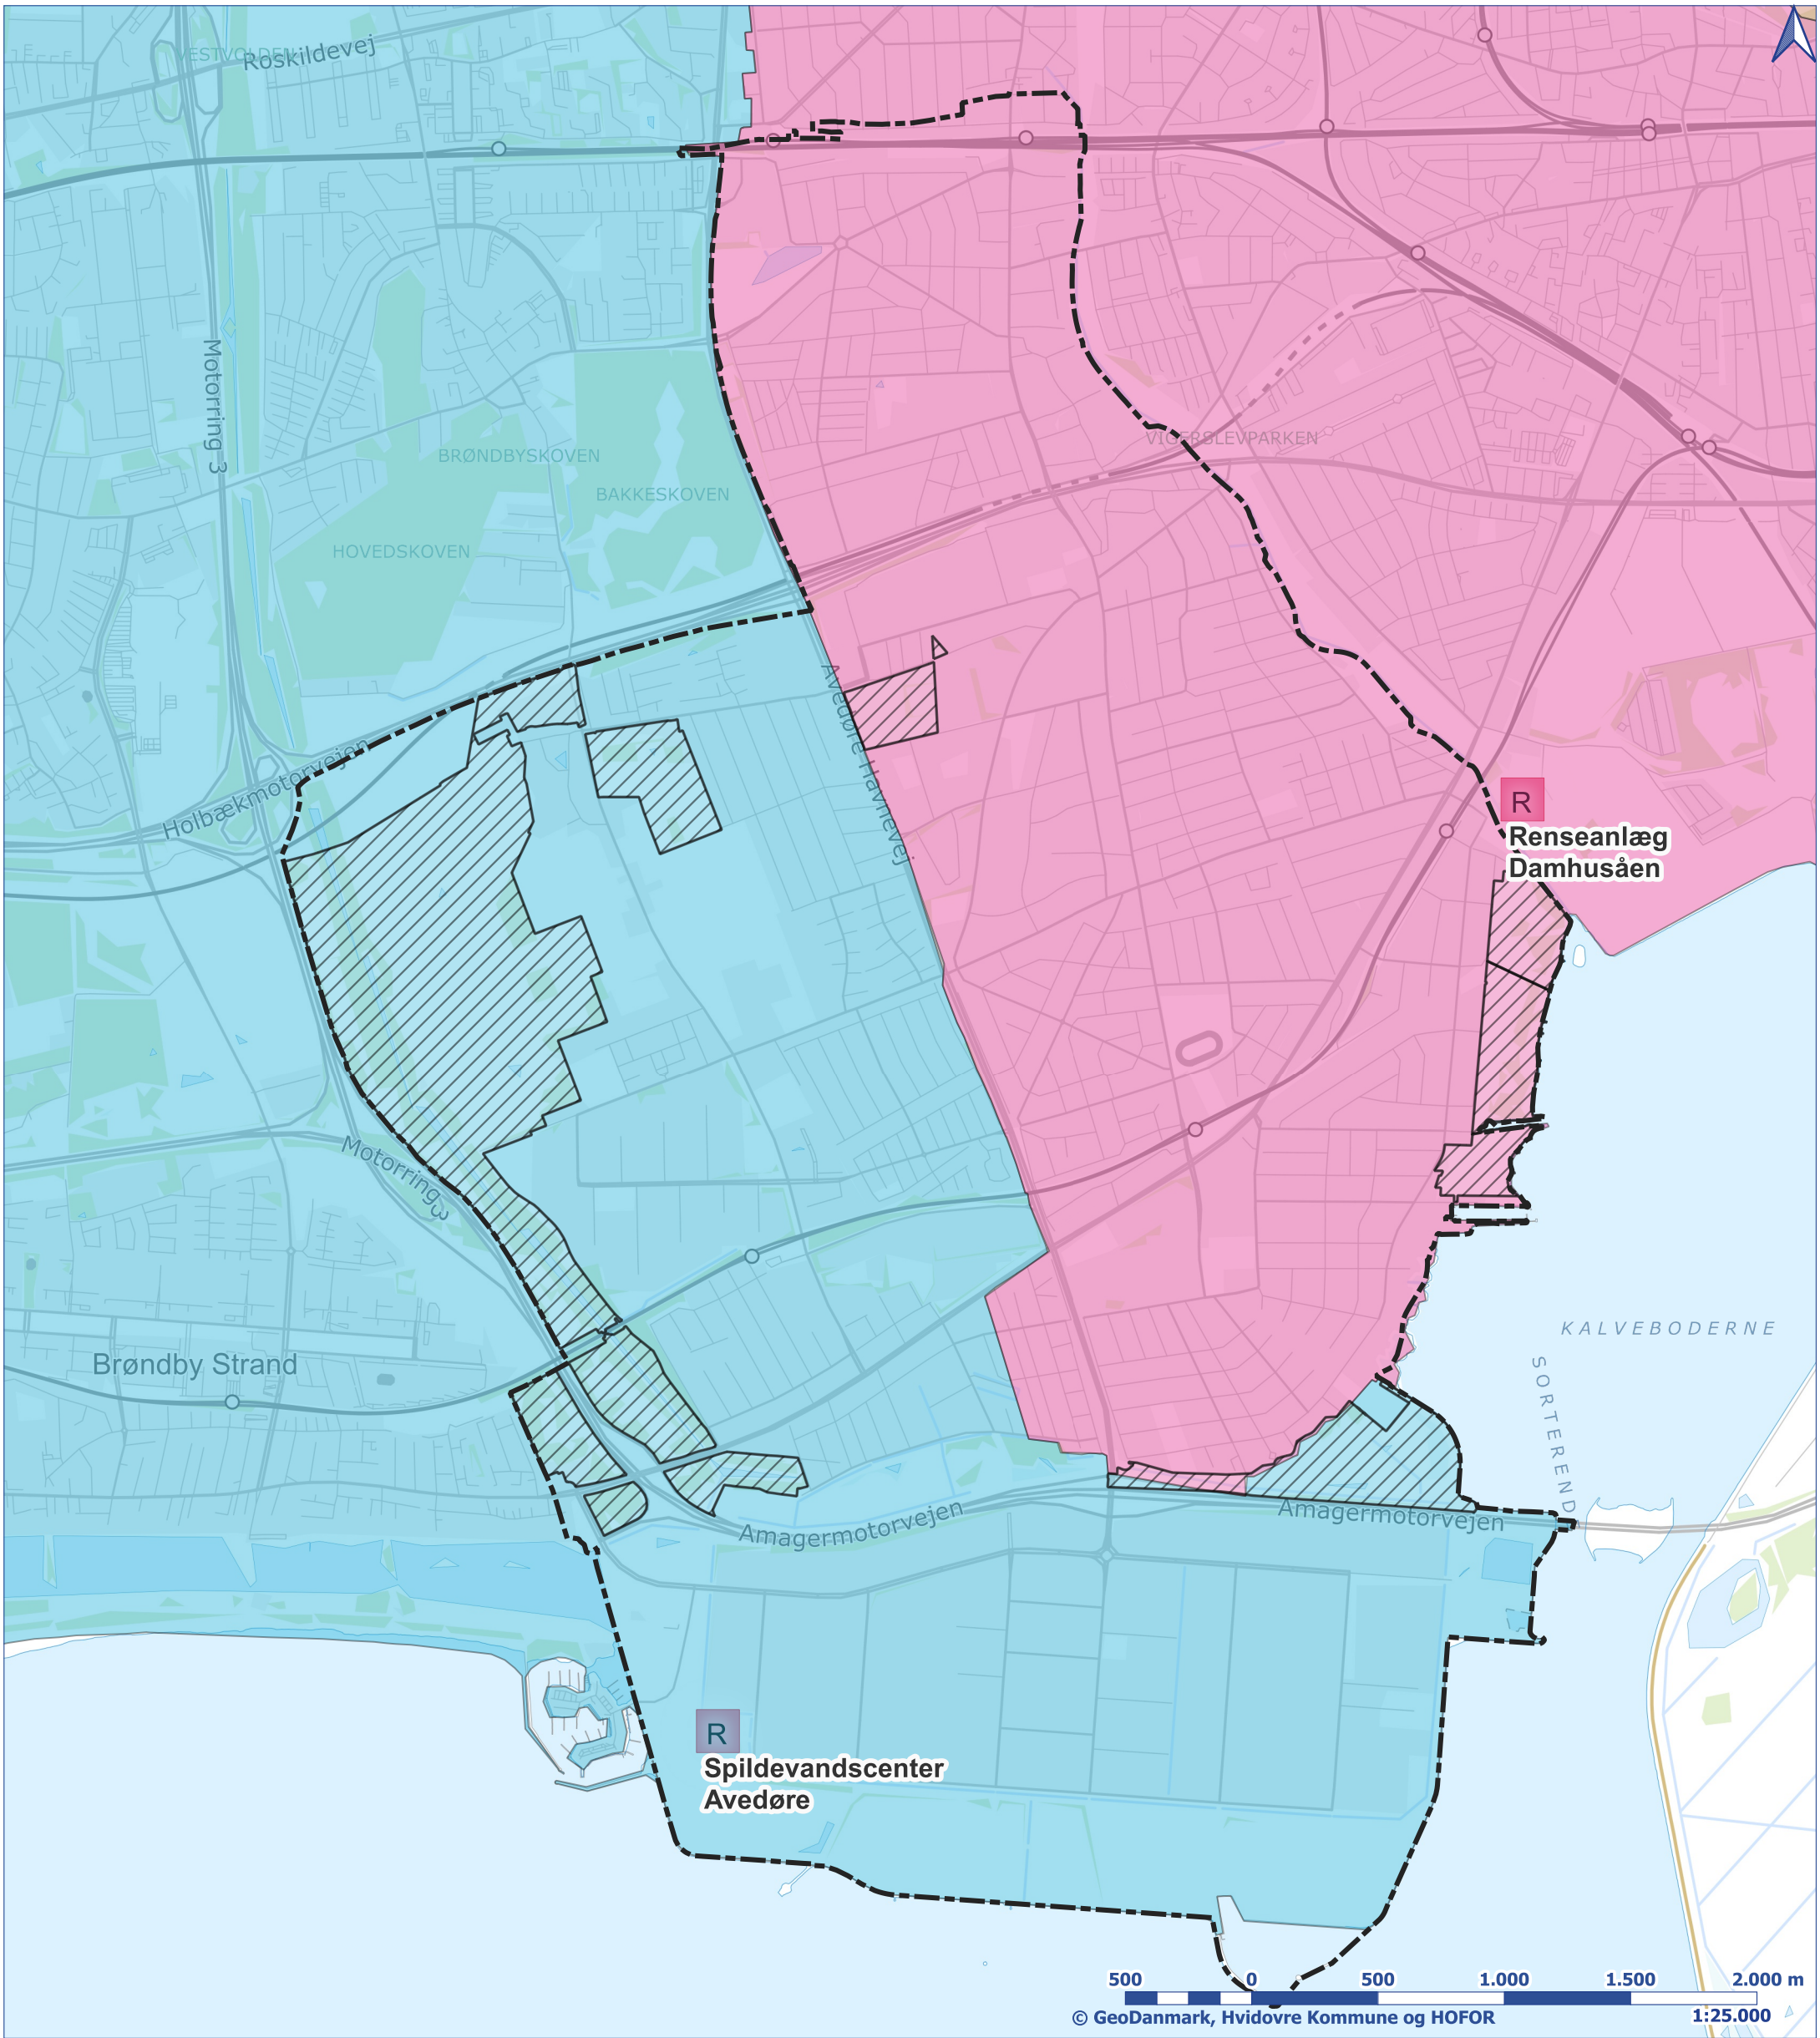 VESTVOLDEN
Roskildevej
Motorring 3
VIGERSLEVPARKEN
BRØNDBYSKOVEN
BAKKESKOVEN
HOVEDSKOVEN
Avedøre Havnevej
Holbækmotorvejen
R
Renseanlæg
Damhusåen
Motorring 3
KALVEBODERNE
Brøndby Strand
SORTEREND
Amagermotorvejen
Amagermotorvejen
R
Spildevandscenter
Avedøre
500 0 500 1.000 1.500 2.000 m
© GeoDanmark, Hvidovre Kommune og HOFOR 1:25.000